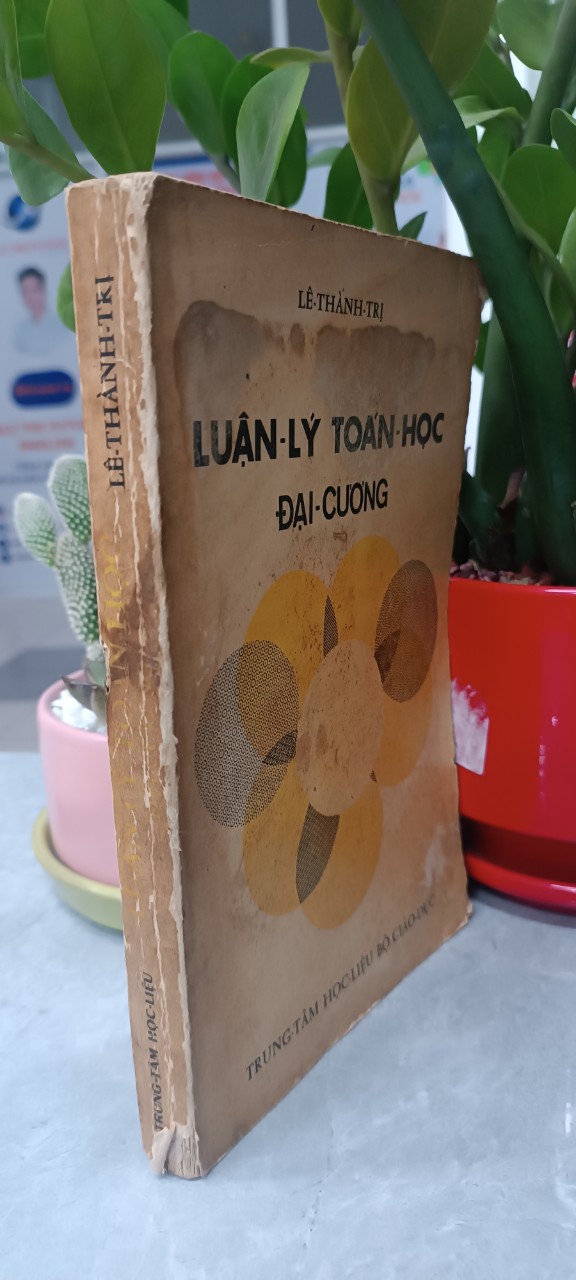 LÊ-THÀNH-TRỊ
LUẬN-LÝ TOÁN-HỌC
ĐẠI-CƯƠNG
TRUNG-TÂM HỌC-LIỆU BỘ GIÁO-DỤC
LÊ-THÀNH-TRỊ
TRUNG-TÂM HỌC-LIỆU